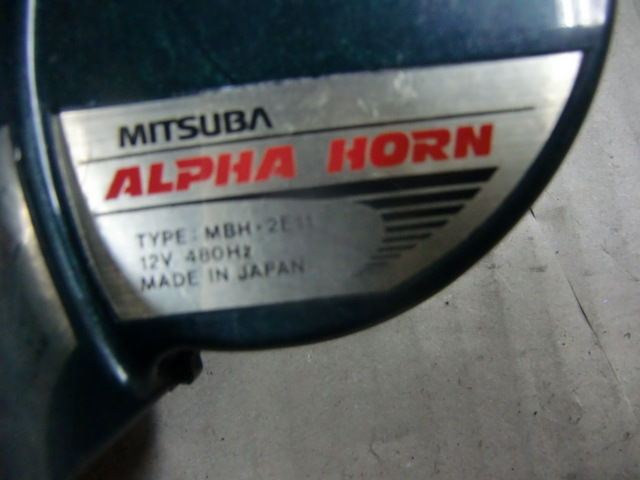 MITSUBA
ALPHA HORN
TYPE: MBH-2E11
12V 480Hz
MADE IN JAPAN